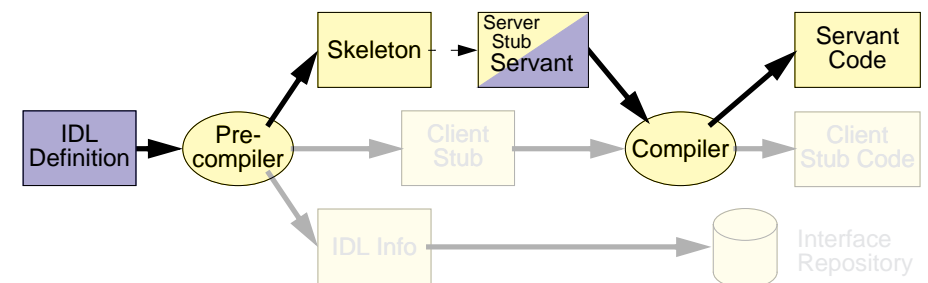 Skeleton
Server
Stub
Servant
Servant
Code
IDL
Definition
Pre-
compiler
Client
Stub
Compiler
Client
Stub Code
IDL Info
Interface
Repository